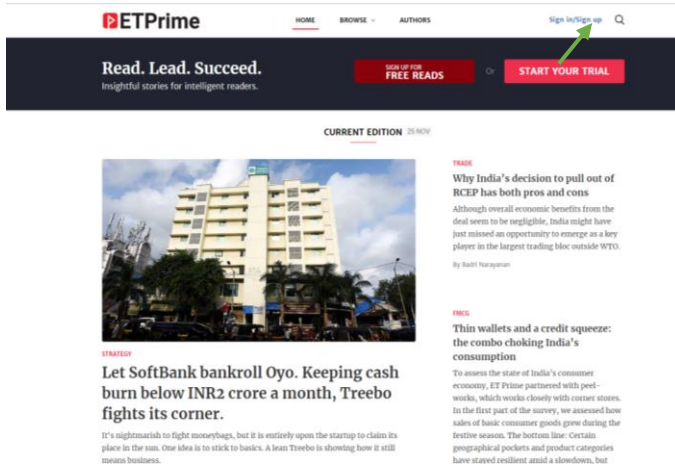 ETPrime
HOME BROWSE AUTHORS
Sign in/Sign up
Read. Lead. Succeed.
Insightful stories for intelligent readers.
SIGN UP FOR
FREE READS
Or
START YOUR TRIAL
CURRENT EDITION 25 NOV
STRATEGY
Let SoftBank bankroll Oyo. Keeping cash
burn below INR2 crore a month, Treebo
fights its corner.
It's nightmarish to fight moneybags, but it is entirely upon the startup to claim its
place in the sun. One idea is to stick to basics. A lean Treebo is showing how it still
means business.
TRADE
Why India's decision to pull out of
RCEP has both pros and cons
Although overall economic benefits from the
deal seem to be negligible, India might have
just missed an opportunity to emerge as a key
player in the largest trading bloc outside WTO.
By Badri Narayanan
FMCG
Thin wallets and a credit squeeze:
the combo choking India's
consumption
To assess the state of India's consumer
economy, ET Prime partnered with peel-
works, which works closely with corner stores.
In the first part of the survey, we assessed how
sales of basic consumer goods grew during the
festive season. The bottom line: Certain
geographical pockets and product categories
have stayed resilient amid a slowdown, but